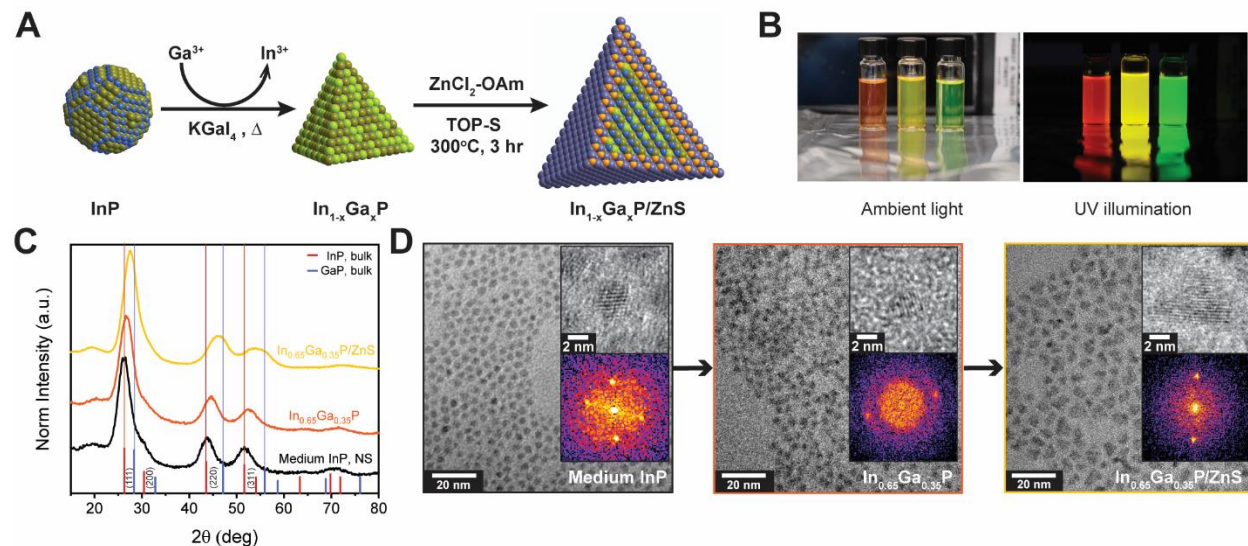 A
Ga3+
In3+
KGaI4 , Δ
ZnCl2-OAm
TOP-S
300°C, 3 hr
InP
In1-xGaxP
In1-xGaxP/ZnS
B
Ambient light
UV illumination
C
InP, bulk
GaP, bulk
In0.65Ga0.35P/ZnS
In0.65Ga0.35P
Medium InP, NS
(111)
(200)
(220)
(311)
Norm Intensity (a.u.)
20
30
40
50
60
70
80
2θ (deg)
D
2 nm
20 nm
Medium InP
2 nm
20 nm
In0.65Ga0.35P
2 nm
20 nm
In0.65Ga0.35P/ZnS